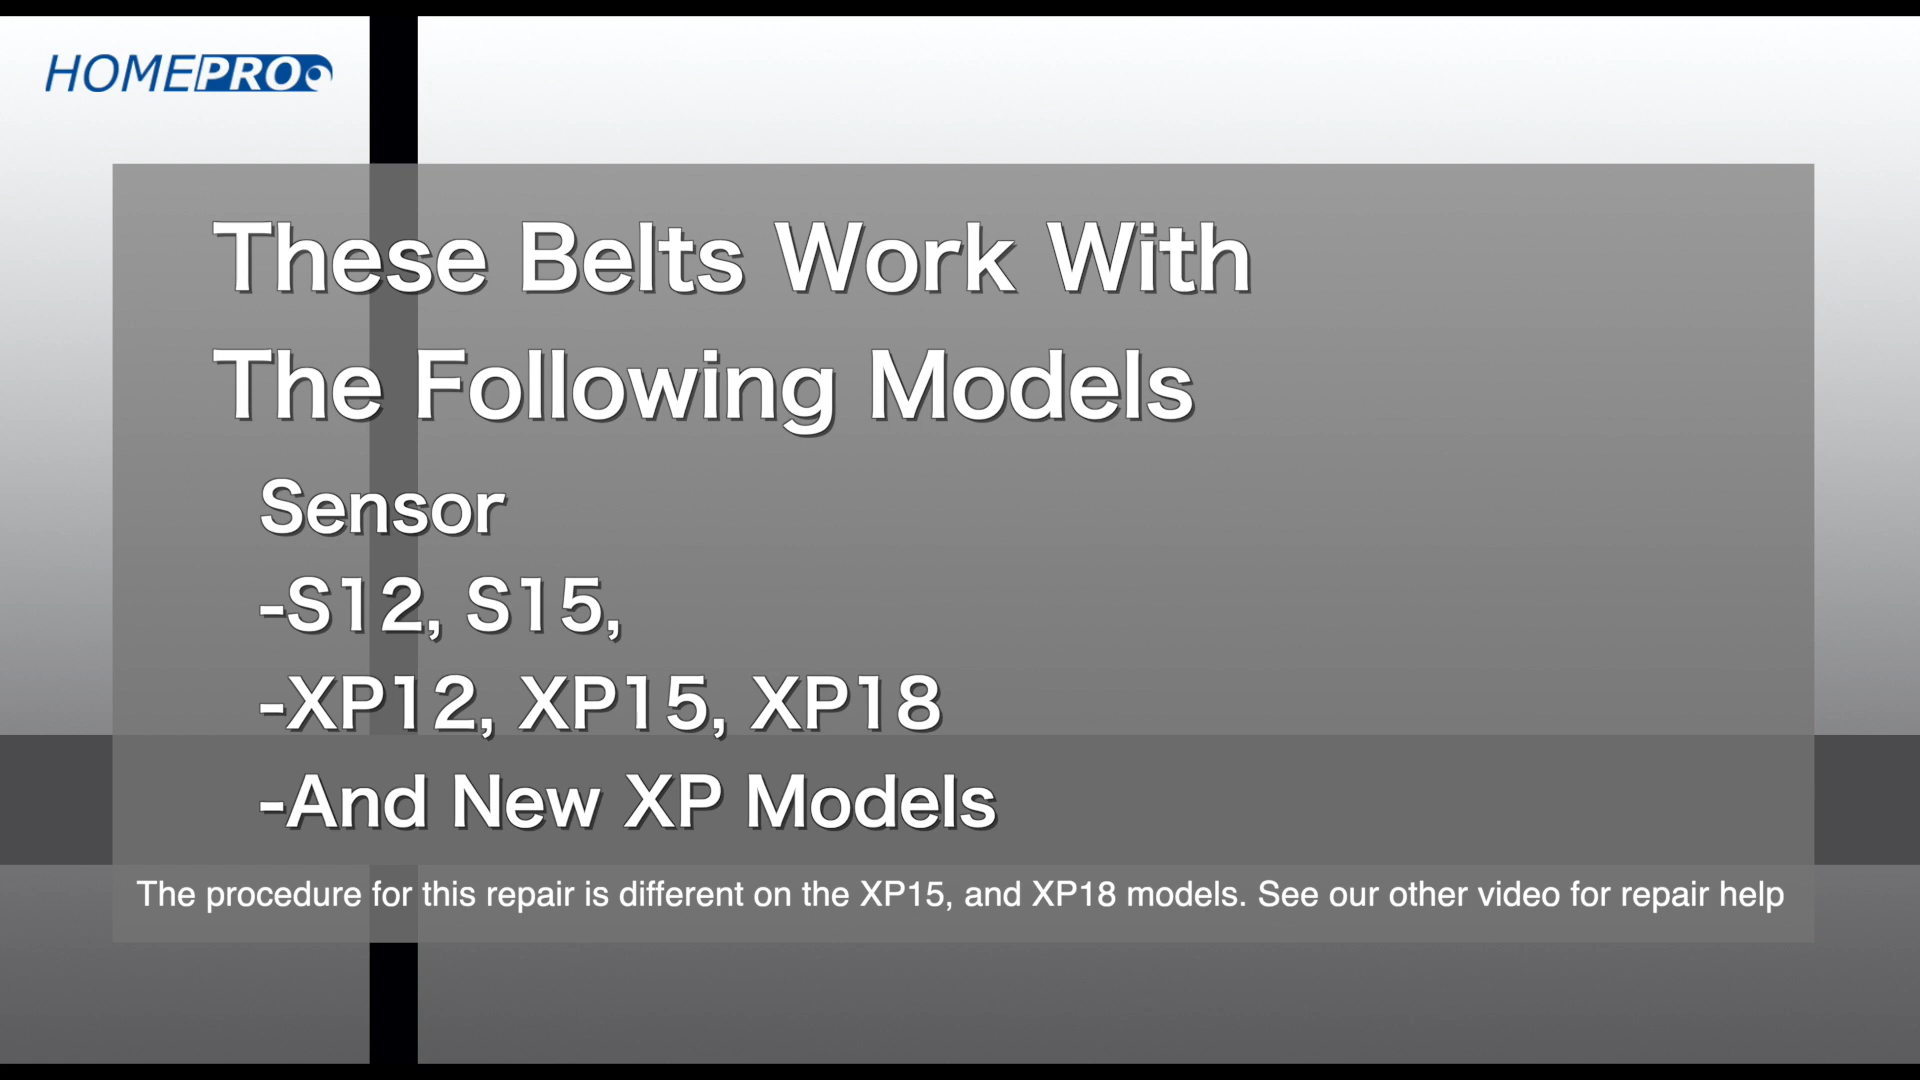 HOMEPRO
These Belts Work With
The Following Models
Sensor
-S12, S15,
-XP12, XP15, XP18
-And New XP Models
The procedure for this repair is different on the XP15, and XP18 models. See our other video for repair help